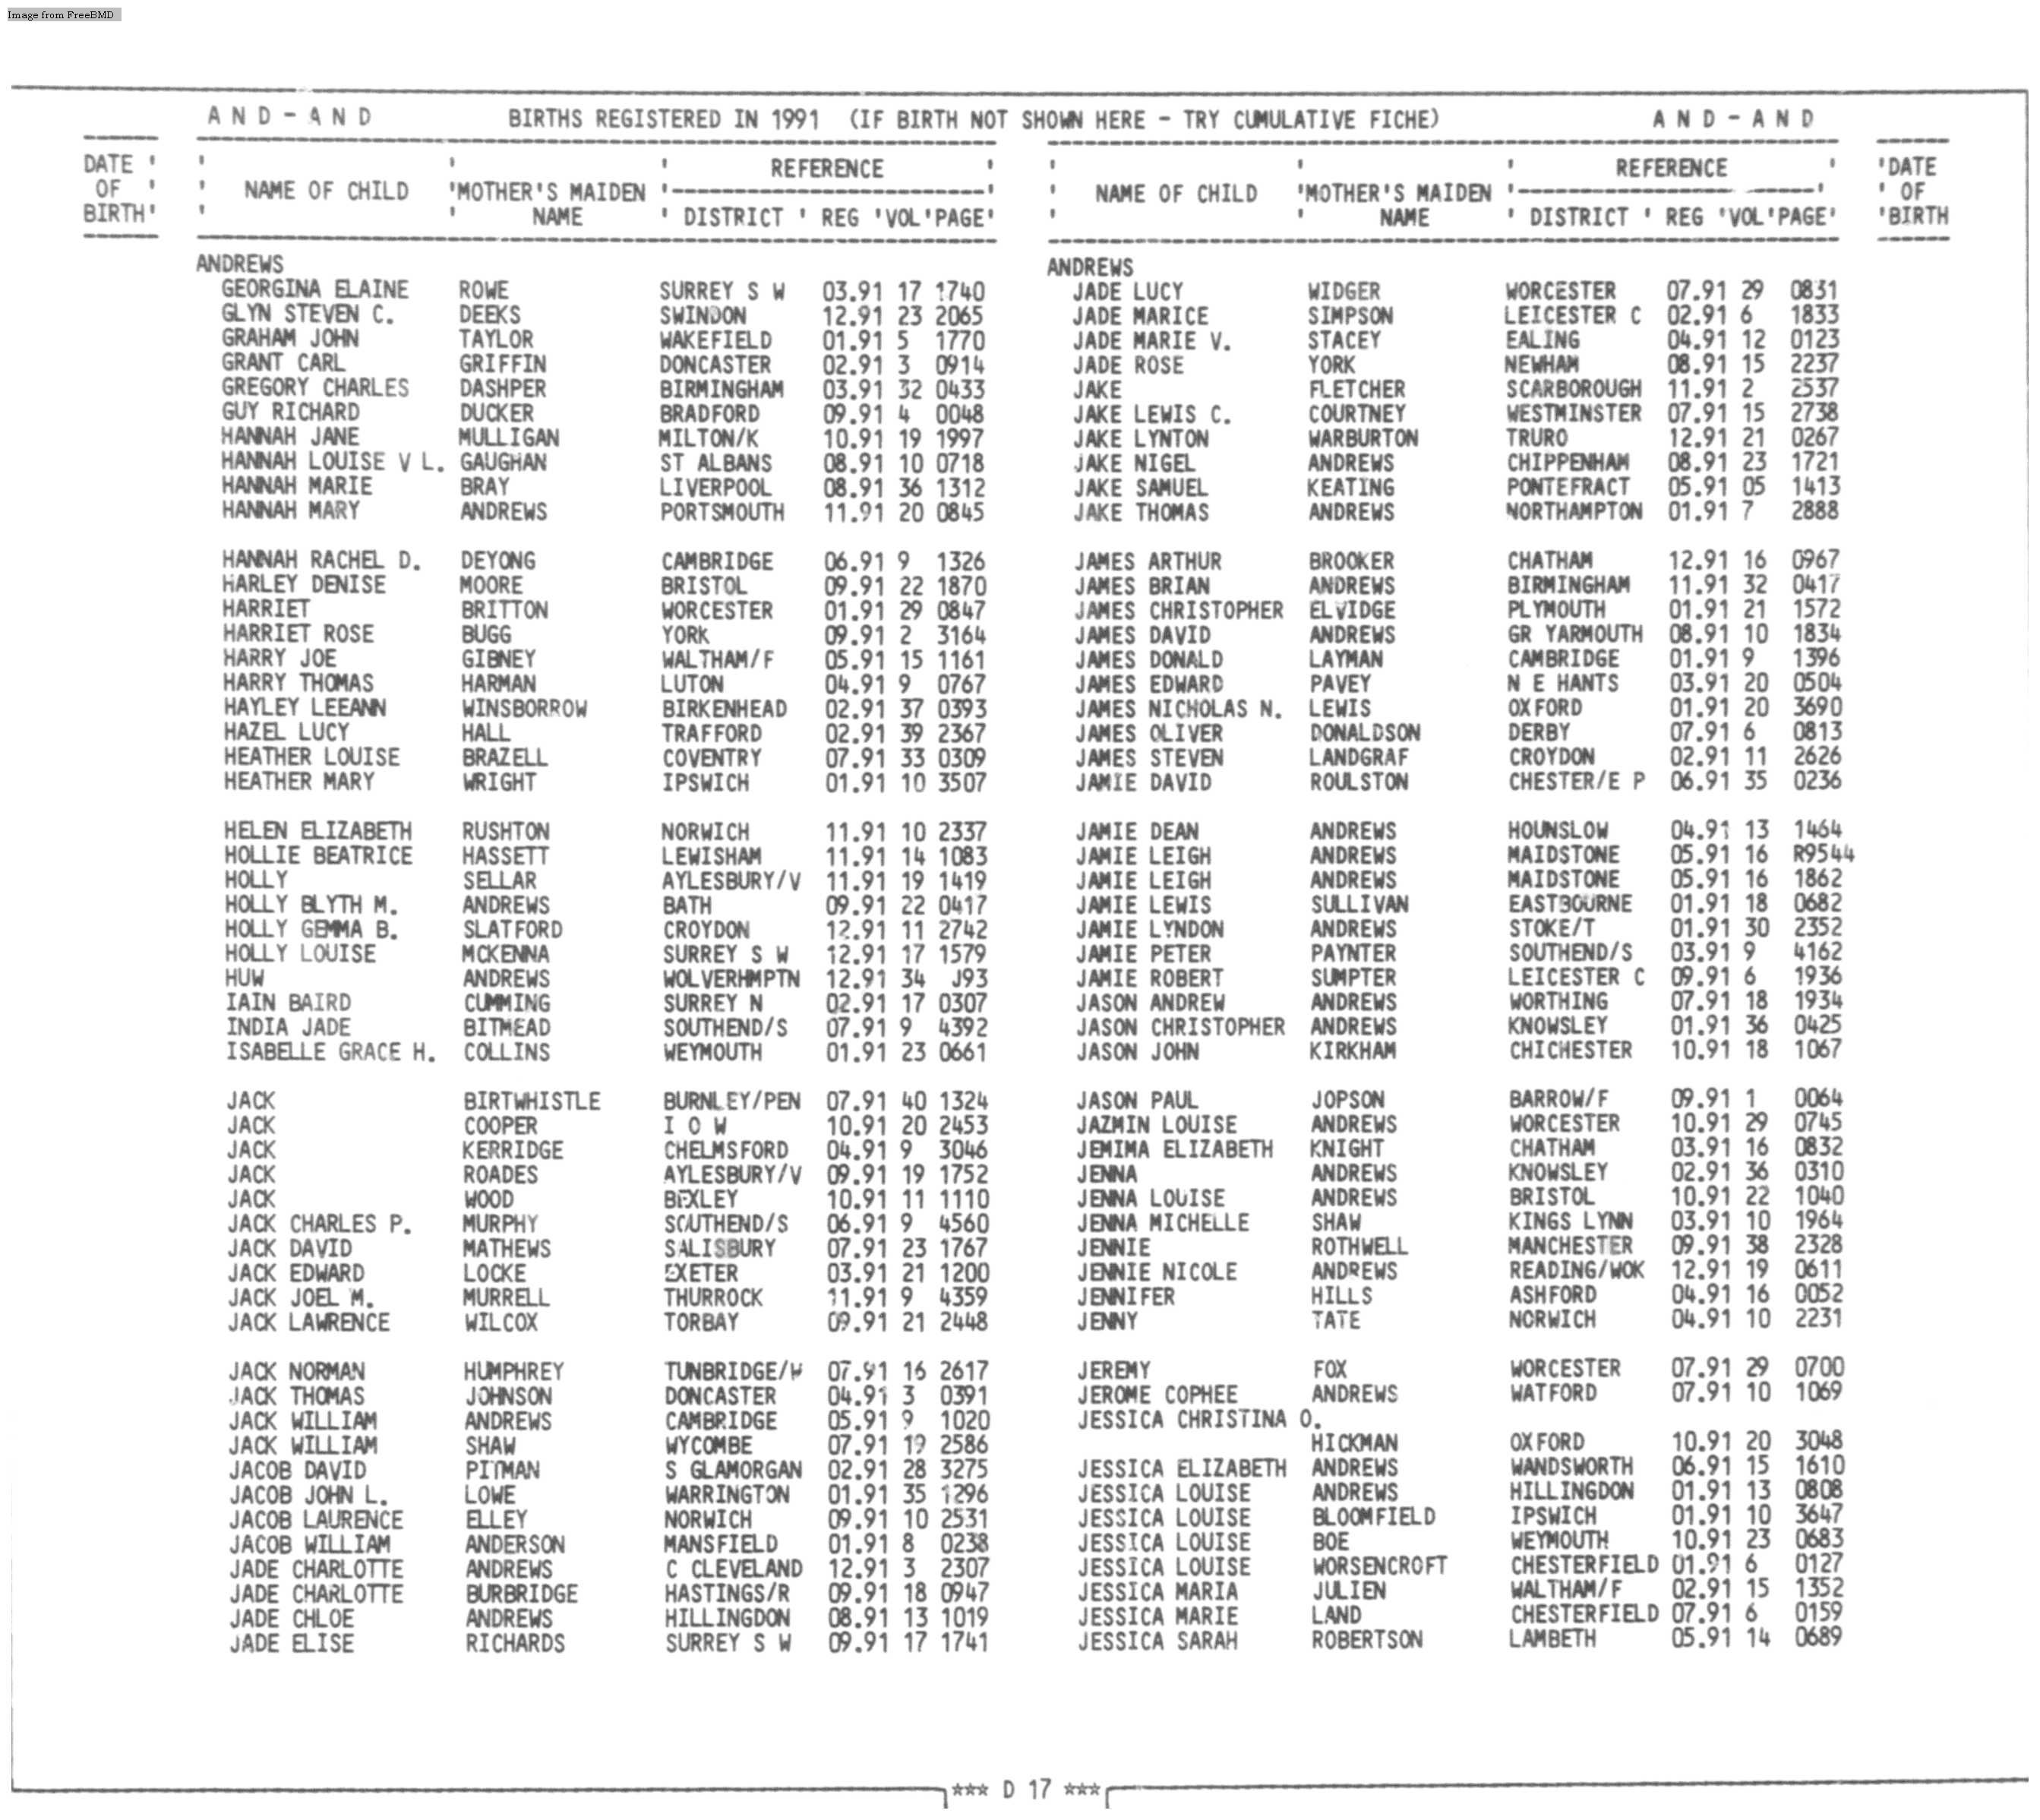 Image from FreeBMD
A N D - A N D BIRTHS REGISTERED IN 1991 (IF BIRTH NOT SHOWN HERE - TRY CUMULATIVE FICHE) A N D - A N D
DATE OF BIRTH
NAME OF CHILD MOTHER'S MAIDEN NAME REFERENCE DISTRICT REG VOL PAGE
ANDREWS
GEORGINA ELAINE ROWE SURREY S W 03.91 17 1740
GLYN STEVEN C. DEEKS SWINDON 12.91 23 2065
GRAHAM JOHN TAYLOR WAKEFIELD 01.91 5 1770
GRANT CARL GRIFFIN DONCASTER 02.91 3 0914
GREGORY CHARLES DASHPER BIRMINGHAM 03.91 32 0433
GUY RICHARD DUCKER BRADFORD 09.91 4 0048
HANNAH JANE MULLIGAN MILTON/K 10.91 19 1997
HANNAH LOUISE V L. GAUGHAN ST ALBANS 08.91 10 0718
HANNAH MARIE BRAY LIVERPOOL 08.91 36 1312
HANNAH MARY ANDREWS PORTSMOUTH 11.91 20 0845
HANNAH RACHEL D. DEYONG CAMBRIDGE 06.91 9 1326
HARLEY DENISE MOORE BRISTOL 09.91 22 1870
HARRIET BRITTON WORCESTER 01.91 29 0847
HARRIET ROSE BUGG YORK 09.91 2 3164
HARRY JOE GIBNEY WALTHAM/F 05.91 15 1161
HARRY THOMAS HARMAN LUTON 04.91 9 0767
HAYLEY LEEANN WINSBORROW BIRKENHEAD 02.91 37 0393
HAZEL LUCY HALL TRAFFORD 02.91 39 2367
HEATHER LOUISE BRAZELL COVENTRY 07.91 33 0309
HEATHER MARY WRIGHT IPSWICH 01.91 10 3507
HELEN ELIZABETH RUSHTON NORWICH 11.91 10 2337
HOLLIE BEATRICE HASSETT LEWISHAM 11.91 14 1083
HOLLY SELLAR AYLESBURY/V 11.91 19 1419
HOLLY BLYTH M. ANDREWS BATH 09.91 22 0417
HOLLY GEMMA B. SLATFORD CROYDON 12.91 11 2742
HOLLY LOUISE MCKENNA SURREY S W 12.91 17 1579
HUW ANDREWS WOLVERHMPTN 12.91 34 J93
IAIN BAIRD CUMMING SURREY N 02.91 17 0307
INDIA JADE BITMEAD SOUTHEND/S 07.91 9 4392
ISABELLE GRACE H. COLLINS WEYMOUTH 01.91 23 0661
JACK BIRTWHISTLE BURNLEY/PEN 07.91 40 1324
JACK COOPER I O W 10.91 20 2453
JACK KERRIDGE CHELMSFORD 04.91 9 3046
JACK ROADES AYLESBURY/V 09.91 19 1752
JACK WOOD BEXLEY 10.91 11 1110
JACK CHARLES P. MURPHY SOUTHEND/S 06.91 9 4560
JACK DAVID MATHEWS SALISBURY 07.91 23 1767
JACK EDWARD LOCKE EXETER 03.91 21 1200
JACK JOEL M. MURRELL THURROCK 11.91 9 4359
JACK LAWRENCE WILCOX TORBAY 09.91 21 2448
JACK NORMAN HUMPHREY TUNBRIDGE/W 07.91 16 2617
JACK THOMAS JOHNSON DONCASTER 04.91 3 0391
JACK WILLIAM ANDREWS CAMBRIDGE 05.91 9 1020
JACK WILLIAM SHAW WYCOMBE 07.91 19 2586
JACOB DAVID PITMAN S GLAMORGAN 02.91 28 3275
JACOB JOHN L. LOWE WARRINGTON 01.91 35 1296
JACOB LAURENCE ELLEY NORWICH 09.91 10 2531
JACOB WILLIAM ANDERSON MANSFIELD 01.91 8 0238
JADE CHARLOTTE ANDREWS C CLEVELAND 12.91 3 2307
JADE CHARLOTTE BURBRIDGE HASTINGS/R 09.91 18 0947
JADE CHLOE ANDREWS HILLINGDON 08.91 13 1019
JADE ELISE RICHARDS SURREY S W 09.91 17 1741
NAME OF CHILD MOTHER'S MAIDEN NAME REFERENCE DISTRICT REG VOL PAGE
DATE OF BIRTH
ANDREWS
JADE LUCY WIDGER WORCESTER 07.91 29 0831
JADE MARICE SIMPSON LEICESTER C 02.91 6 1833
JADE MARIE V. STACEY EALING 04.91 12 0123
JADE ROSE YORK NEWHAM 08.91 15 2237
JAKE FLETCHER SCARBOROUGH 11.91 2 2537
JAKE LEWIS C. COURTNEY WESTMINSTER 07.91 15 2738
JAKE LYNTON WARBURTON TRURO 12.91 21 0267
JAKE NIGEL ANDREWS CHIPPENHAM 08.91 23 1721
JAKE SAMUEL KEATING PONTEFRACT 05.91 05 1413
JAKE THOMAS ANDREWS NORTHAMPTON 01.91 7 2888
JAMES ARTHUR BROOKER CHATHAM 12.91 16 0967
JAMES BRIAN ANDREWS BIRMINGHAM 11.91 32 0417
JAMES CHRISTOPHER ELVIDGE PLYMOUTH 01.91 21 1572
JAMES DAVID ANDREWS GR YARMOUTH 08.91 10 1834
JAMES DONALD LAYMAN CAMBRIDGE 01.91 9 1396
JAMES EDWARD PAVEY N E HANTS 03.91 20 0504
JAMES NICHOLAS N. LEWIS OXFORD 01.91 20 3690
JAMES OLIVER DONALDSON DERBY 07.91 6 0813
JAMES STEVEN LANDGRAF CROYDON 02.91 11 2626
JAMIE DAVID ROULSTON CHESTER/E P 06.91 35 0236
JAMIE DEAN ANDREWS HOUNSLOW 04.91 13 1464
JAMIE LEIGH ANDREWS MAIDSTONE 05.91 16 R9544
JAMIE LEIGH ANDREWS MAIDSTONE 05.91 16 1862
JAMIE LEWIS SULLIVAN EASTBOURNE 01.91 18 0682
JAMIE LYNDON ANDREWS STOKE/T 01.91 30 2352
JAMIE PETER PAYNTER SOUTHEND/S 03.91 9 4162
JAMIE ROBERT SUMPTER LEICESTER C 09.91 6 1936
JASON ANDREW ANDREWS WORTHING 07.91 18 1934
JASON CHRISTOPHER ANDREWS KNOWSLEY 01.91 36 0425
JASON JOHN KIRKHAM CHICHESTER 10.91 18 1067
JASON PAUL JOPSON BARROW/F 09.91 1 0064
JAZMIN LOUISE ANDREWS WORCESTER 10.91 29 0745
JEMIMA ELIZABETH KNIGHT CHATHAM 03.91 16 0832
JENNA ANDREWS KNOWSLEY 02.91 36 0310
JENNA LOUISE ANDREWS BRISTOL 10.91 22 1040
JENNA MICHELLE SHAW KINGS LYNN 03.91 10 1964
JENNIE ROTHWELL MANCHESTER 09.91 38 2328
JENNIE NICOLE ANDREWS READING/WOK 12.91 19 0611
JENNIFER HILLS ASHFORD 04.91 16 0052
JENNY TATE NORWICH 04.91 10 2231
JEREMY FOX WORCESTER 07.91 29 0700
JEROME COPHEE ANDREWS WATFORD 07.91 10 1069
JESSICA CHRISTINA O.
HICKMAN OXFORD 10.91 20 3048
JESSICA ELIZABETH ANDREWS WANDSWORTH 06.91 15 1610
JESSICA LOUISE ANDREWS HILLINGDON 01.91 13 0808
JESSICA LOUISE BLOOMFIELD IPSWICH 01.91 10 3647
JESSICA LOUISE BOE WEYMOUTH 10.91 23 0683
JESSICA LOUISE WORSENCROFT CHESTERFIELD 01.91 6 0127
JESSICA MARIA JULIEN WALTHAM/F 02.91 15 1352
JESSICA MARIE LAND CHESTERFIELD 07.91 6 0159
JESSICA SARAH ROBERTSON LAMBETH 05.91 14 0689
*** D 17 ***